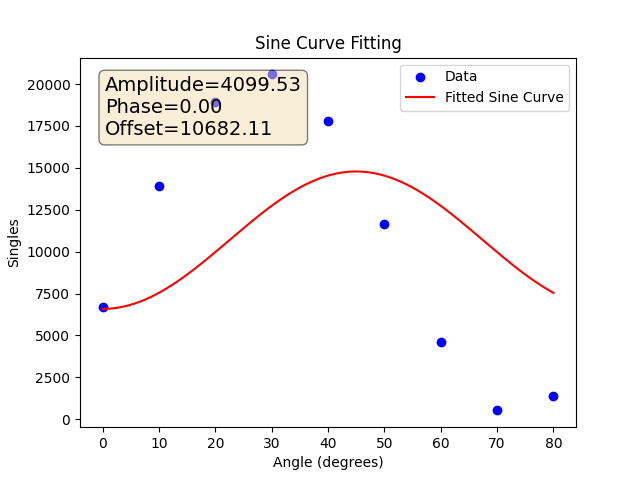 Sine Curve Fitting
Amplitude=4099.53
Phase=0.00
Offset=10682.11
Data
Fitted Sine Curve
20000
17500
15000
12500
10000
7500
5000
2500
0
Singles
0 10 20 30 40 50 60 70 80
Angle (degrees)